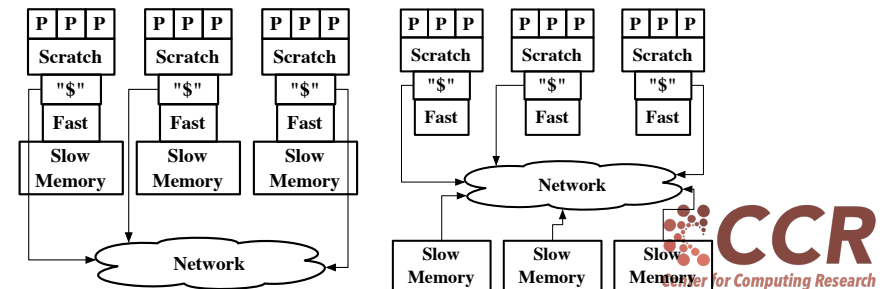 P P P P P P P P P
Scratch Scratch Scratch
"$" "$" "$"
Fast Fast Fast
Slow Slow Slow
Memory Memory Memory
Network
P P P P P P P P P
Scratch Scratch Scratch
"$" "$" "$"
Fast Fast Fast
Network
Slow Slow Slow
Memory Memory Memory
CCR
Center for Computing Research